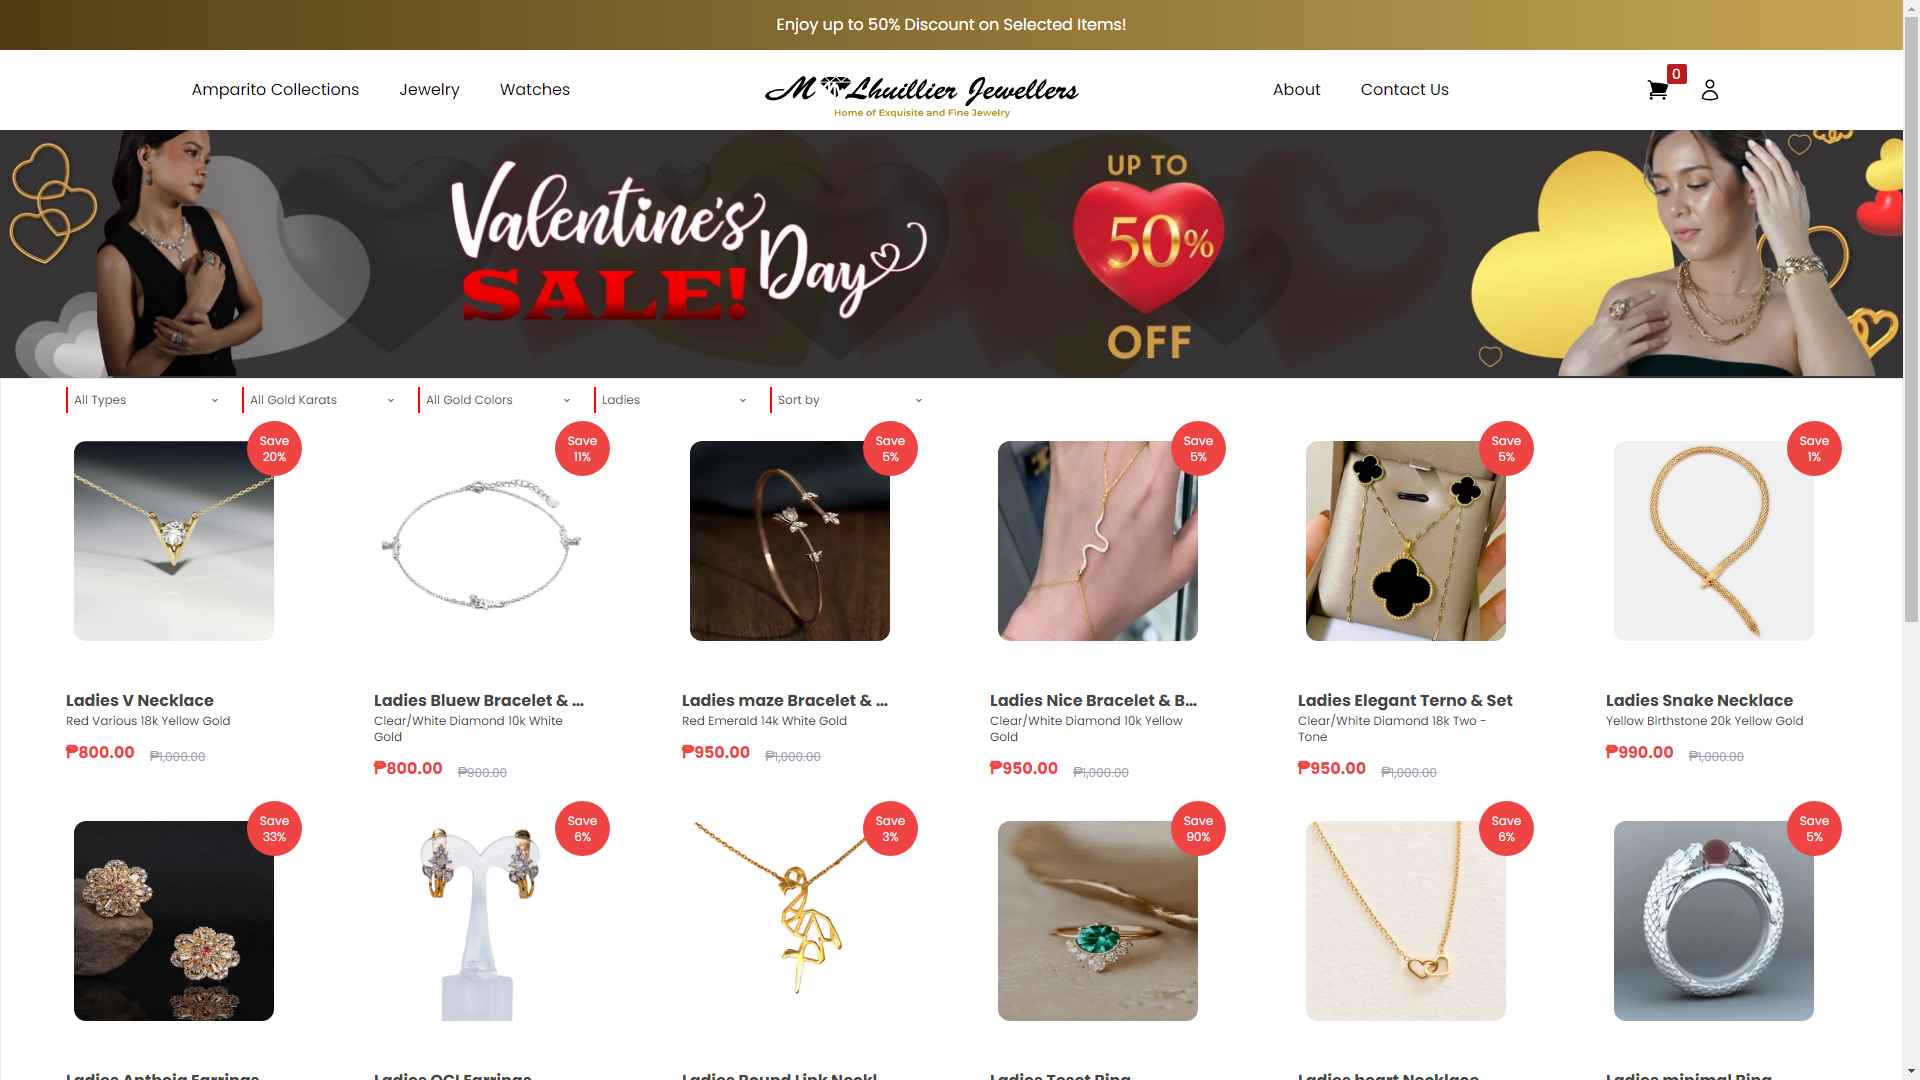 Enjoy up to 50% Discount on Selected Items!
Amparito Collections
Jewelry
Watches
M Lhuillier Jewellers
Home of Exquisite and Fine Jewelry
About
Contact Us
0
Valentine's
Day
SALE!
UP TO
50%
OFF
All Types
All Gold Karats
All Gold Colors
Ladies
Sort by
Save
20%
Save
11%
Save
5%
Save
5%
Save
5%
Save
1%
Ladies V Necklace
Red Various 18k Yellow Gold
₱800.00 ₱1,000.00
Ladies Bluew Bracelet & ...
Clear/White Diamond 10k White
Gold
₱800.00 ₱900.00
Ladies maze Bracelet & ...
Red Emerald 14k White Gold
₱950.00 ₱1,000.00
Ladies Nice Bracelet & B...
Clear/White Diamond 10k Yellow
Gold
₱950.00 ₱1,000.00
Ladies Elegant Terno & Set
Clear/White Diamond 18k Two -
Tone
₱950.00 ₱1,000.00
Ladies Snake Necklace
Yellow Birthstone 20k Yellow Gold
₱990.00 ₱1,000.00
Save
33%
Save
6%
Save
3%
Save
90%
Save
6%
Save
5%
Ladies Antheia Earrings
Ladies OCI Earrings
Ladies Round Link Neckl
Ladies Toset Ring
Ladies heart Necklace
Ladies minimal Ring